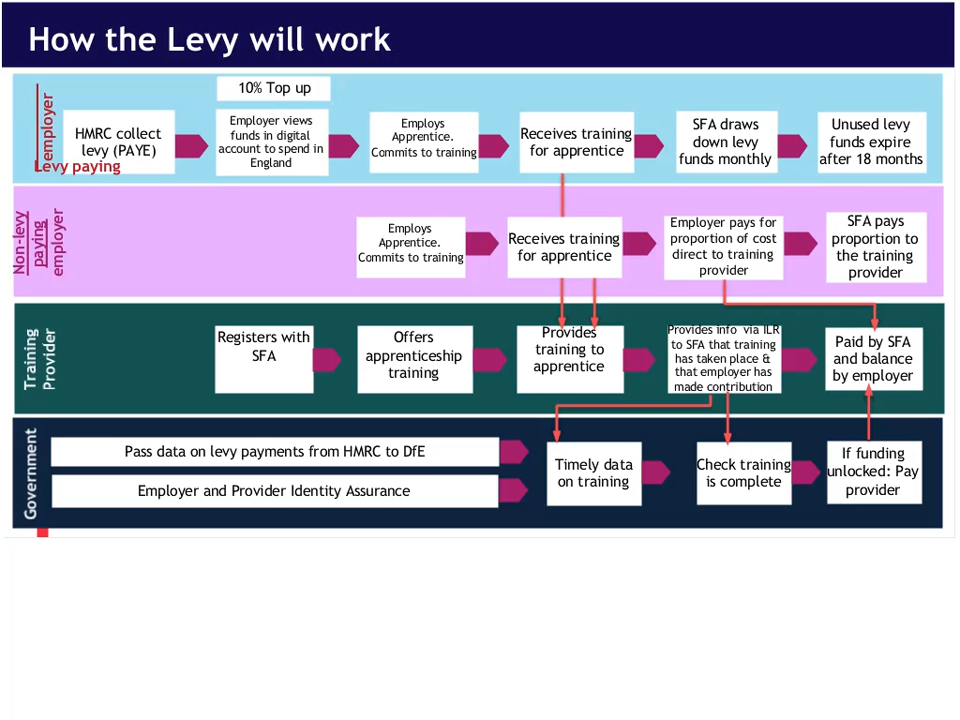 How the Levy will work
10% Top up
Levy paying
employer
HMRC collect
levy (PAYE)
Employer views
funds in digital
account to spend in
England
Employs
Apprentice.
Commits to training
Receives training
for apprentice
SFA draws
down levy
funds monthly
Unused levy
funds expire
after 18 months
Non-levy
paying
employer
Employs
Apprentice.
Commits to training
Receives training
for apprentice
Employer pays for
proportion of cost
direct to training
provider
SFA pays
proportion to
the training
provider
Training
Provider
Registers with
SFA
Offers
apprenticeship
training
Provides
training to
apprentice
Provides info via ILR
to SFA that training
has taken place &
that employer has
made contribution
Paid by SFA
and balance
by employer
Government
Pass data on levy payments from HMRC to DfE
Employer and Provider Identity Assurance
Timely data
on training
Check training
is complete
If funding
unlocked: Pay
provider